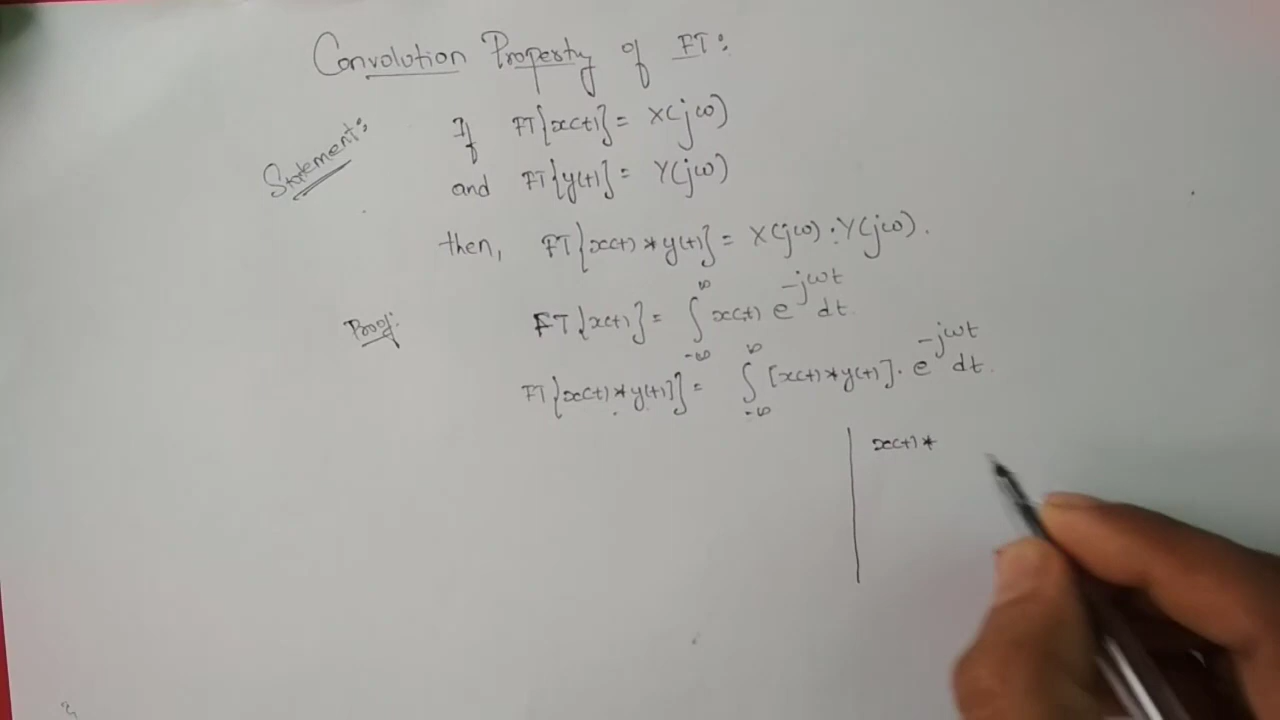 Convolution Property of FT:
Statement: If FT{x(t)} = X(jω)
and FT{y(t)} = Y(jω)
then, FT{x(t) * y(t)} = X(jω) . Y(jω).
Proof: FT{x(t)} = ∫_{-∞}^{∞} x(t) e^{-jωt} dt
FT{x(t) * y(t)} = ∫_{-∞}^{∞} [x(t) * y(t)] . e^{-jωt} dt.
x(t) *